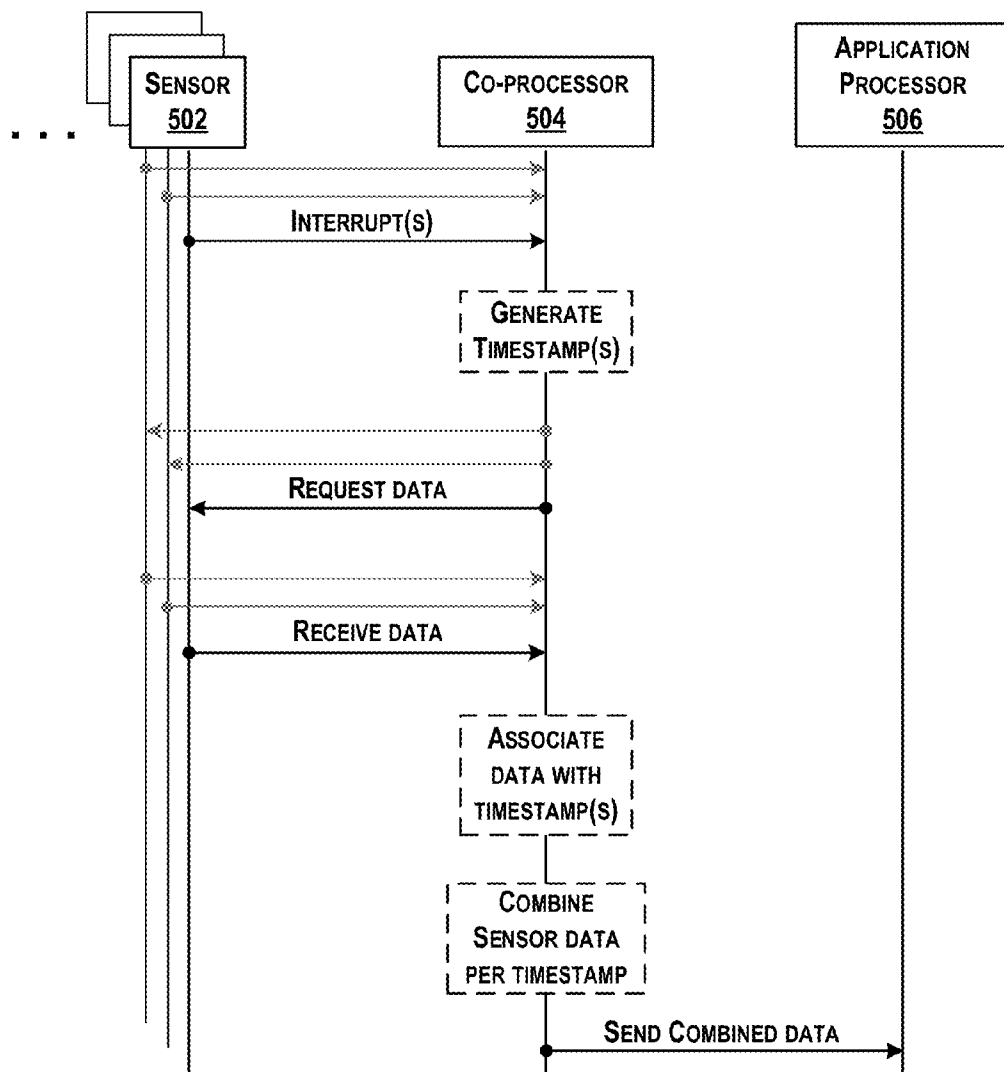 SENSOR
502
CO-PROCESSOR
504
APPLICATION
PROCESSOR
506
. . .
INTERRUPT(S)
GENERATE
TIMESTAMP(S)
REQUEST DATA
RECEIVE DATA
ASSOCIATE
DATA WITH
TIMESTAMP(S)
COMBINE
SENSOR DATA
PER TIMESTAMP
SEND COMBINED DATA